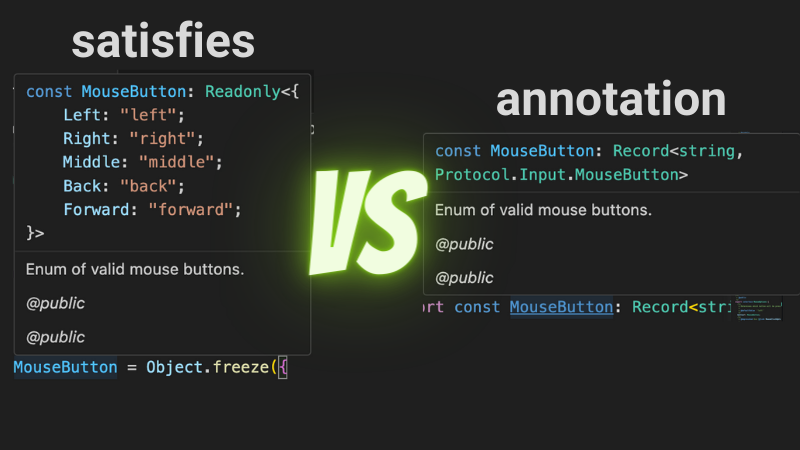 satisfies
const MouseButton: Readonly<{
    Left: "left";
    Right: "right";
    Middle: "middle";
    Back: "back";
    Forward: "forward";
}>
Enum of valid mouse buttons.
@public
@public
MouseButton = Object.freeze({
VS
annotation
const MouseButton: Record<string,
Protocol.Input.MouseButton>
Enum of valid mouse buttons.
@public
@public
ort const MouseButton: Record<stri